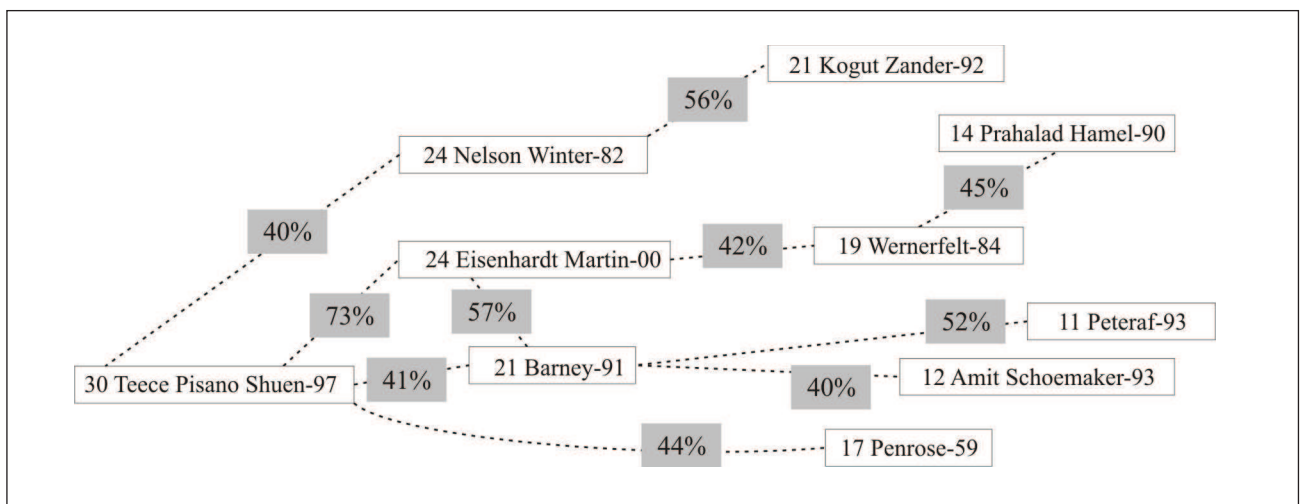 21 Kogut Zander-92
56%
14 Prahalad Hamel-90
24 Nelson Winter-82
45%
40%
42%
19 Wernerfelt-84
24 Eisenhardt Martin-00
73%
57%
52%
11 Peteraf-93
30 Teece Pisano Shuen-97
41%
21 Barney-91
40%
12 Amit Schoemaker-93
44%
17 Penrose-59